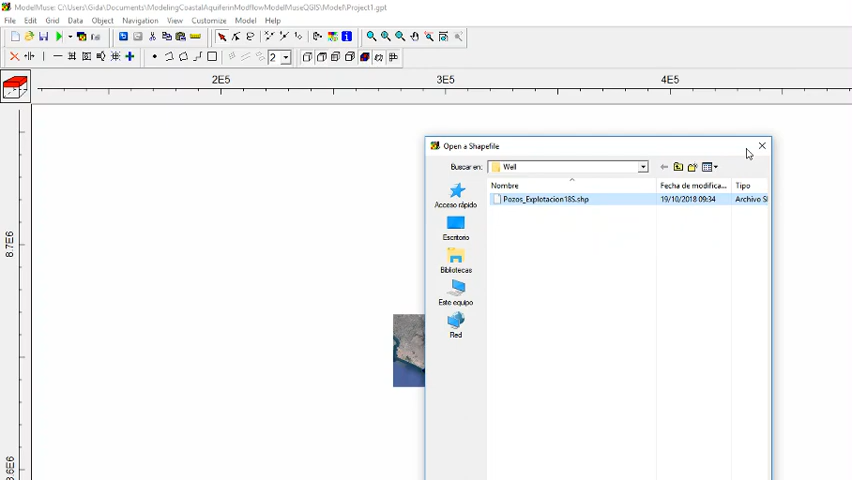 ModelMuse: C:\Users\Gida\Documents\ModelingCoastalAquiferinModflowModelMuseQGIS\Model\Project1.gpt
File Edit Grid Data Object Navigation View Customize Model Help
2
2E5 3E5 4E5
Open a Shapefile
Buscar en: Well
Nombre Fecha de modifica... Tipo
Pozos_Explotacion18S.shp 19/10/2018 09:34 Archivo S
Acceso rápido
Escritorio
Bibliotecas
Este equipo
Red
8.7E6
8.6E6